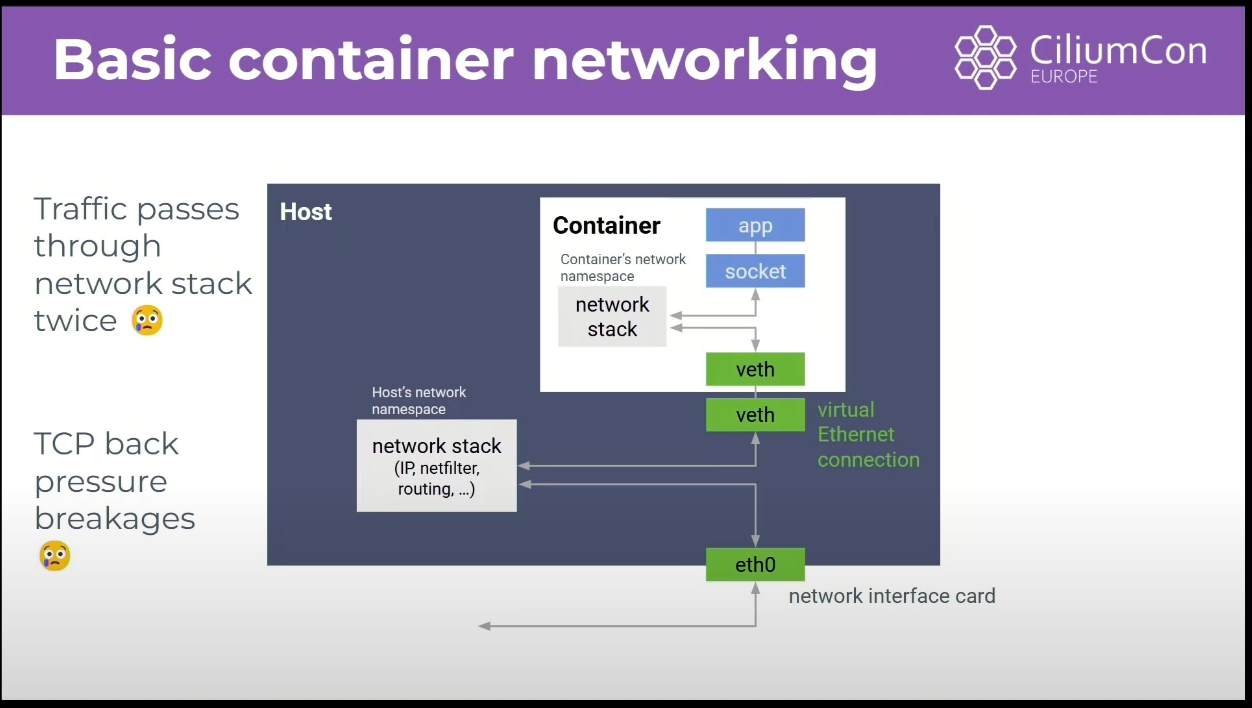 Basic container networking
CiliumCon
EUROPE
Traffic passes
through
network stack
twice 😢
TCP back
pressure
breakages
😢
Host
Container
app
socket
Container's network
namespace
network
stack
veth
veth
virtual
Ethernet
connection
Host's network
namespace
network stack
(IP, netfilter,
routing, ...)
eth0
network interface card